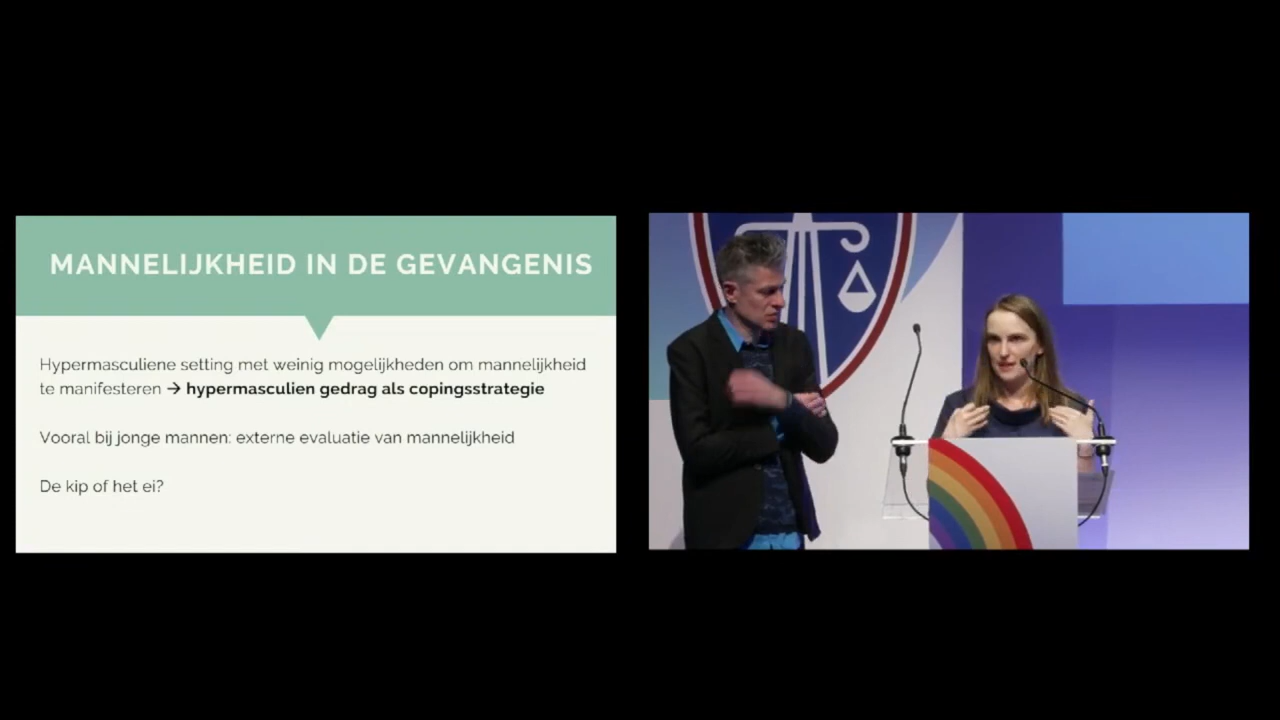 MANNELIJKHEID IN DE GEVANGENIS
Hypermasculiene setting met weinig mogelijkheden om mannelijkheid
te manifesteren → hypermasculien gedrag als copingsstrategie
Vooral bij jonge mannen: externe evaluatie van mannelijkheid
De kip of het ei?